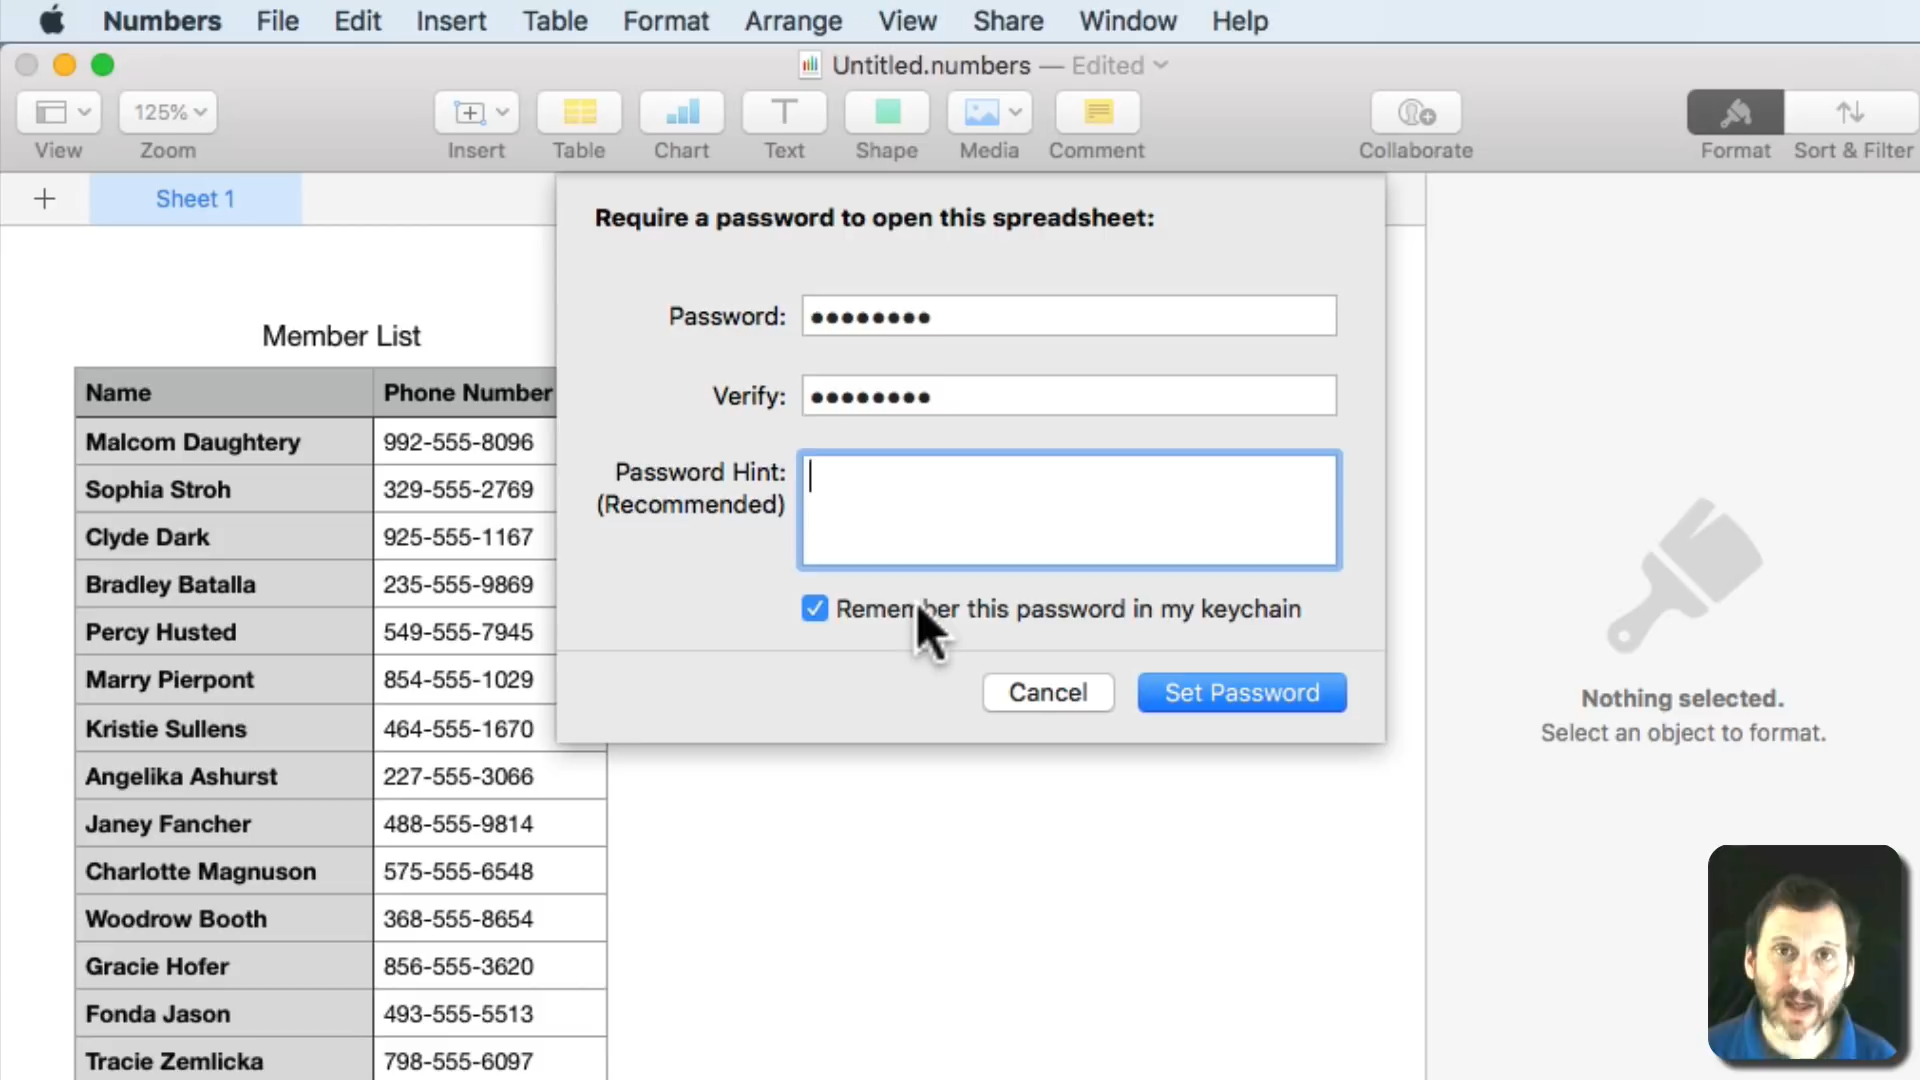 Numbers File Edit Insert Table Format Arrange View Share Window Help
Untitled.numbers — Edited
125%
View Zoom Insert Table Chart Text Shape Media Comment Collaborate Format Sort & Filter
+ Sheet 1
Require a password to open this spreadsheet:
Password: ••••••••
Verify: ••••••••
Password Hint:
(Recommended)
Remember this password in my keychain
Cancel Set Password
Member List
Name Phone Number
Malcom Daughtery 992-555-8096
Sophia Stroh 329-555-2769
Clyde Dark 925-555-1167
Bradley Batalla 235-555-9869
Percy Husted 549-555-7945
Marry Pierpont 854-555-1029
Kristie Sullens 464-555-1670
Angelika Ashurst 227-555-3066
Janey Fancher 488-555-9814
Charlotte Magnuson 575-555-6548
Woodrow Booth 368-555-8654
Gracie Hofer 856-555-3620
Fonda Jason 493-555-5513
Tracie Zemlicka 798-555-6097
Nothing selected.
Select an object to format.